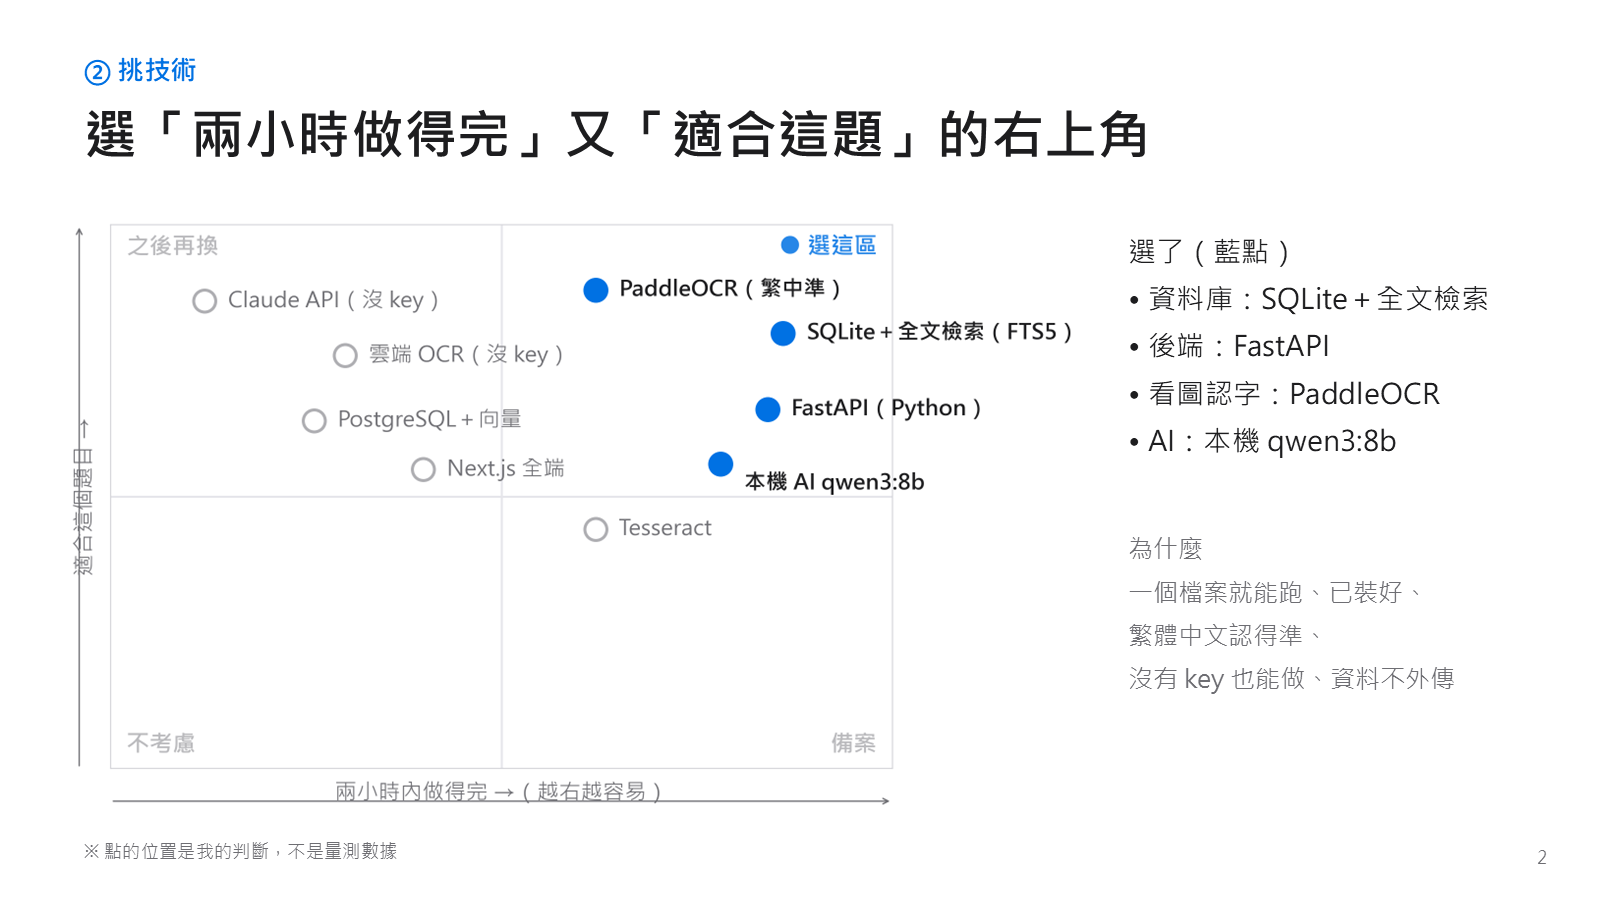 ② 挑技術
選「兩小時做得完」又「適合這題」的右上角
之後再換
選這區
Claude API（沒 key）
PaddleOCR（繁中準）
SQLite＋全文檢索（FTS5）
雲端 OCR（沒 key）
FastAPI（Python）
PostgreSQL＋向量
Next.js 全端
本機 AI qwen3:8b
Tesseract
不考慮
備案
適合這個題目 →
兩小時內做得完 →（越右越容易）
選了（藍點）
• 資料庫：SQLite＋全文檢索
• 後端：FastAPI
• 看圖認字：PaddleOCR
• AI：本機 qwen3:8b
為什麼
一個檔案就能跑、已裝好、
繁體中文認得準、
沒有 key 也能做、資料不外傳
※ 點的位置是我的判斷，不是量測數據
2